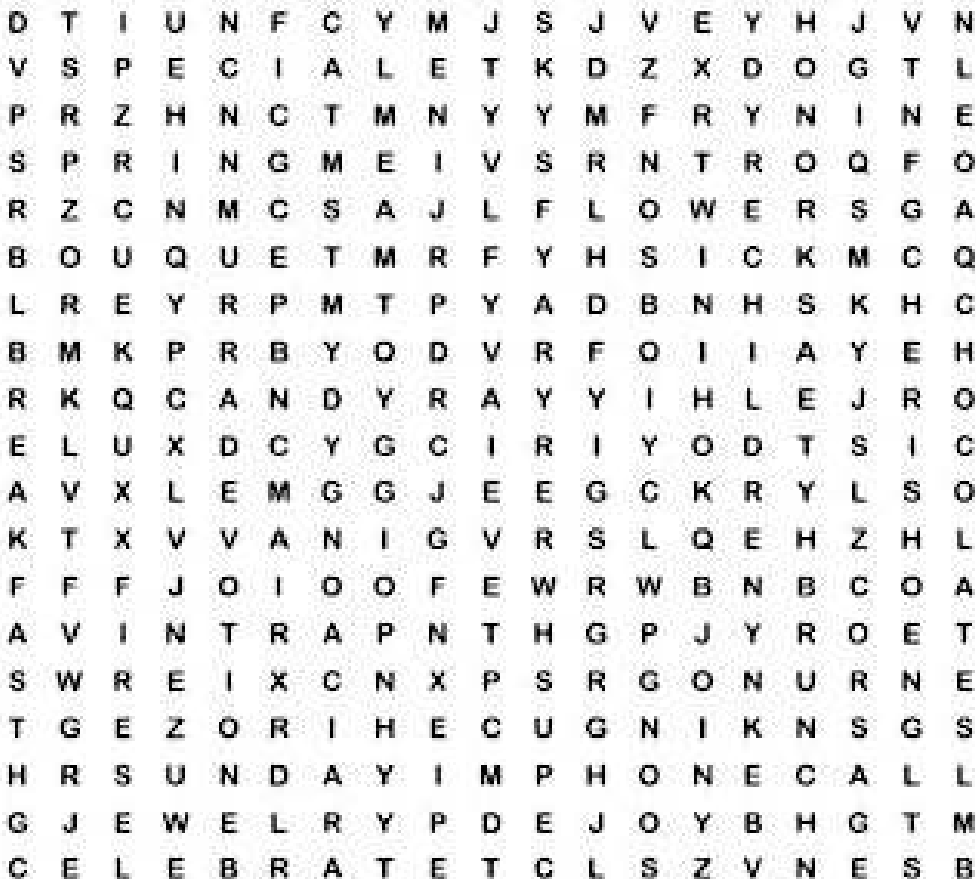 D T I U N F C Y M J S J V E Y H J V N
V S P E C I A L E T K D Z X D O G T L
P R Z H N C T M N Y Y M F R Y N I N E
S P R I N G M E I V S R N T R O Q F O
R Z C N M C S A J L F L O W E R S G A
B O U Q U E T M R F Y H S I C K M C Q
L R E Y R P M T P Y A D B N H S K H C
B M K P R B Y O D V R F O I I A Y E H
R K Q C A N D Y R A Y Y I H L E J R O
E L U X D C Y G C I R I Y O D T S I C
A V X L E M G G J E E G C K R Y L S O
K T X V V A N I G V R S L Q E H Z H L
F F F J O I O O F E W R W B N B C O A
A V I N T R A P N T H G P J Y R O E T
S W R E I X C N X P S R G O N U R N E
T G E Z O R I H E C U G N I K N S G S
H R S U N D A Y I M P H O N E C A L L
G J E W E L R Y P D E J O Y B H G T M
C E L E B R A T E T C L S Z V N E S B